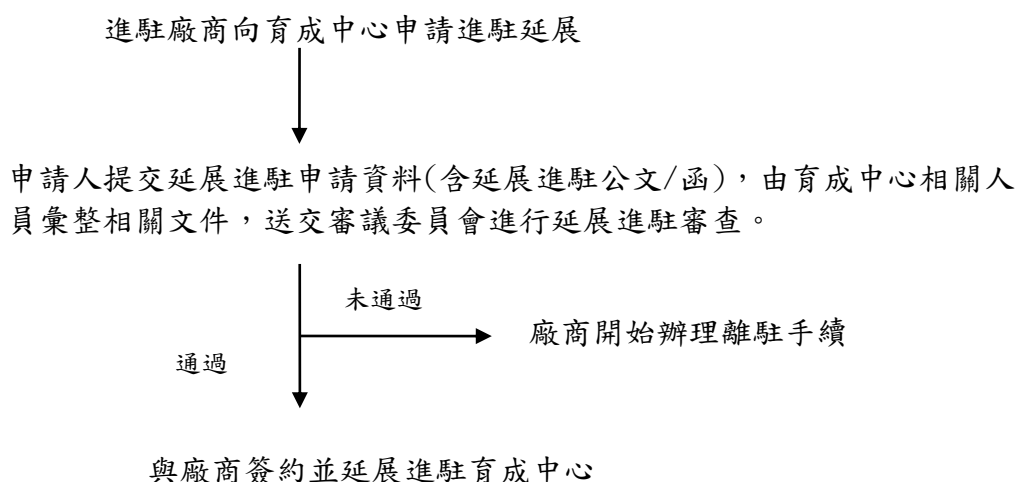 進駐廠商向育成中心申請進駐延展
申請人提交延展進駐申請資料(含延展進駐公文/函)，由育成中心相關人
員彙整相關文件，送交審議委員會進行延展進駐審查。
未通過
廠商開始辦理離駐手續
通過
與廠商簽約並延展進駐育成中心